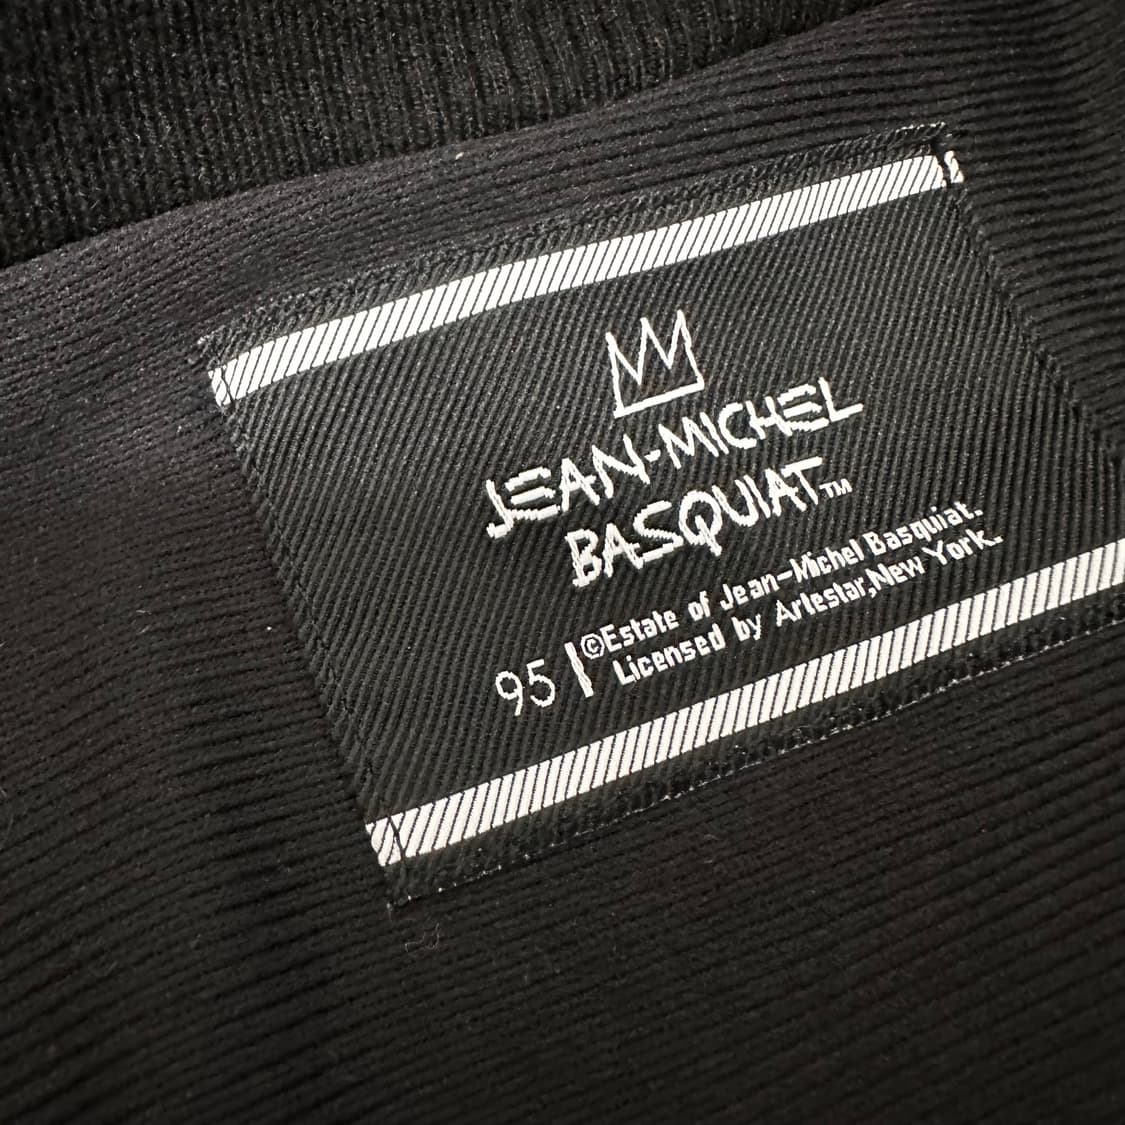 JEAN-MICHEL
BASQUIAT™
©Estate of Jean-Michel Basquiat.
Licensed by Artestar,New York.
95